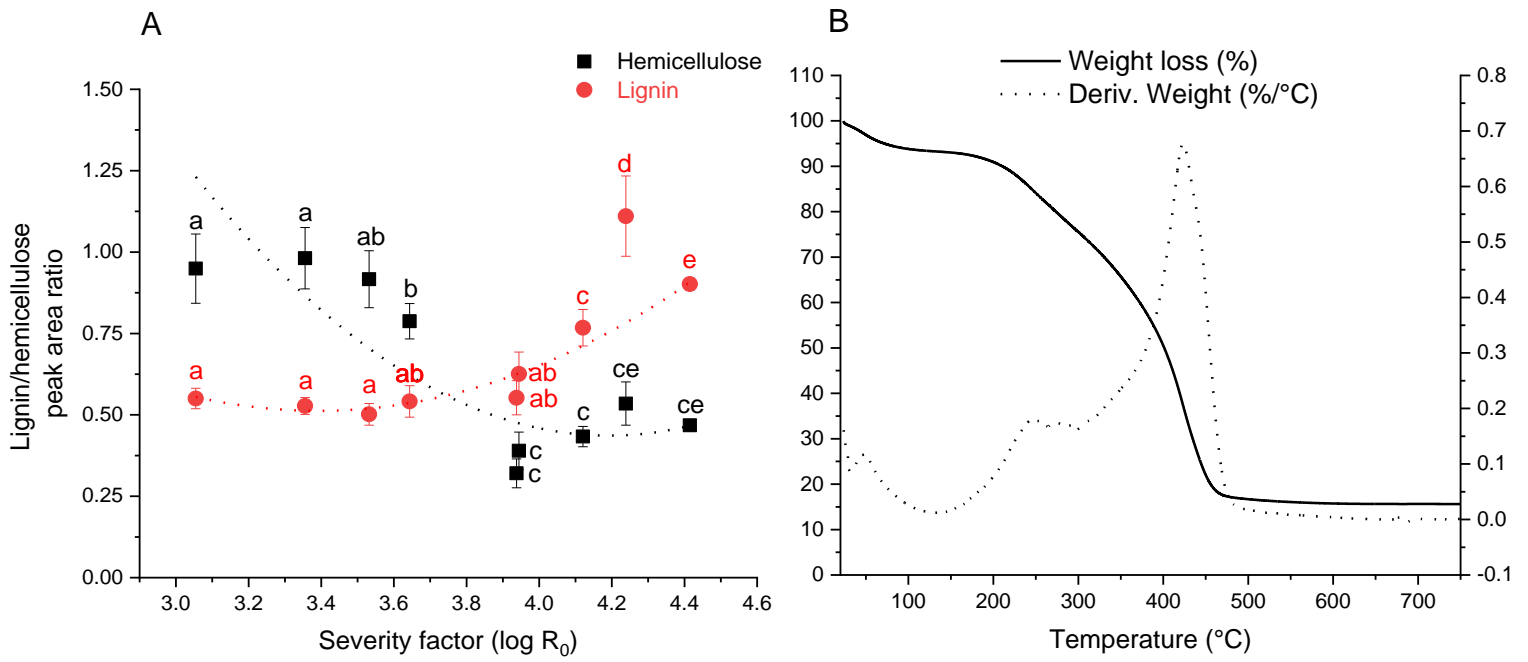 A
Hemicellulose
Lignin
Lignin/hemicellulose
peak area ratio
1.50
1.25
1.00
0.75
0.50
0.25
0.00
a
a
ab
b
c
c
c
ce
ce
a
a
a
ab
ab
ab
c
d
e
3.0
3.2
3.4
3.6
3.8
4.0
4.2
4.4
4.6
Severity factor (log R₀)
B
Weight loss (%)
Deriv. Weight (%/°C)
110
100
90
80
70
60
50
40
30
20
10
0
0.8
0.7
0.6
0.5
0.4
0.3
0.2
0.1
0.0
-0.1
100
200
300
400
500
600
700
Temperature (°C)